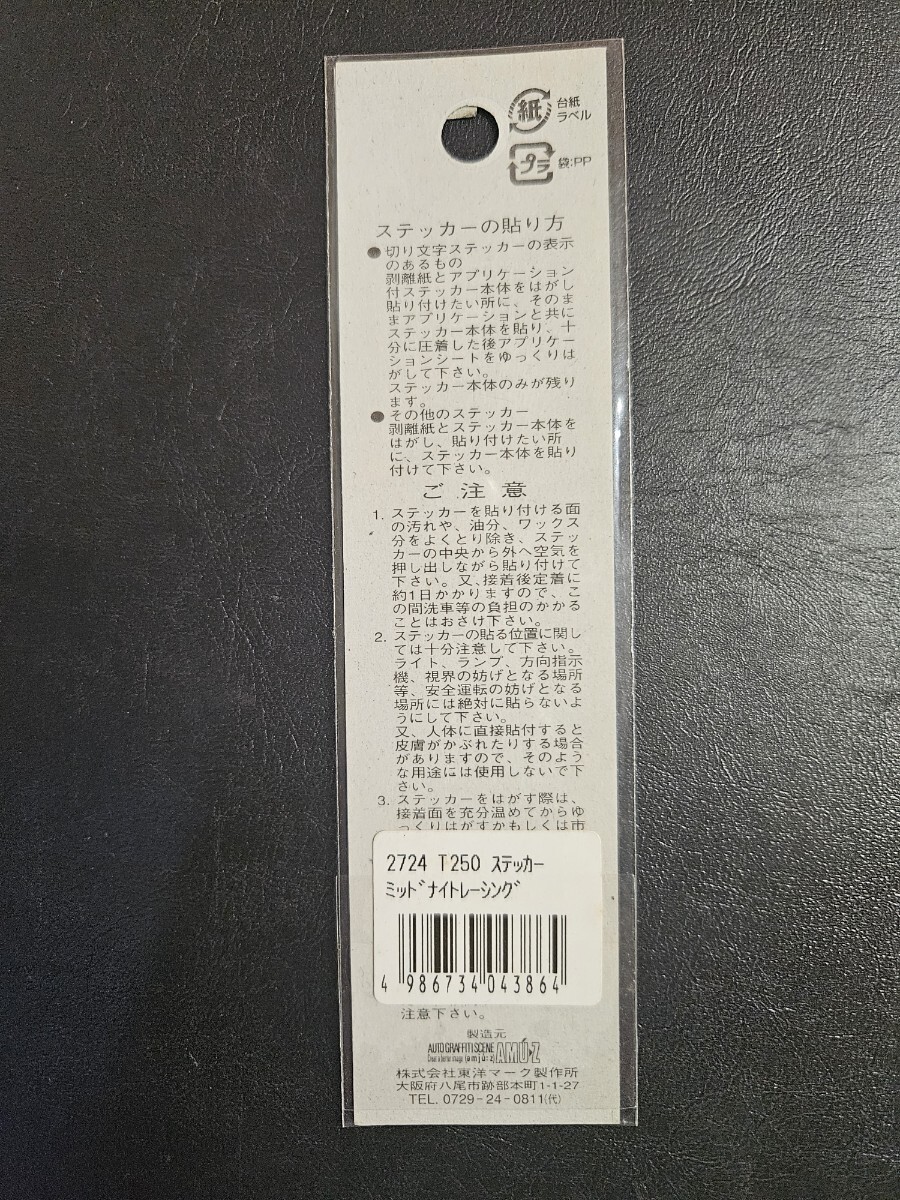 紙
台紙
ラベル
プラ
袋:PP
ステッカーの貼り方
●切り文字ステッカーの表示
のあるもの
剥離紙とアプリケーション
付ステッカー本体をはがし
貼り付けたい所に、そのま
まアプリケーションと共に
ステッカー本体を貼り、十
分に圧着した後アプリケー
ションシートをゆっくりは
がして下さい。
ステッカー本体のみが残り
ます。
●その他のステッカー
剥離紙とステッカー本体を
はがし、貼り付けたい所
に、ステッカー本体を貼り
付けて下さい。
ご注意
1. ステッカーを貼り付ける面
の汚れや、油分、ワックス
分をよくとり除き、ステッ
カーの中央から外へ空気を
押し出しながら貼り付けて
下さい。又、接着後定着に
約1日かかりますので、こ
の間洗車等の負担のかかる
ことはおさけ下さい。
2. ステッカーの貼る位置に関し
ては十分注意して下さい。
ライト、ランプ、方向指示
機、視界の妨げとなる場所
等、安全運転の妨げとなる
場所には絶対に貼らないよ
うにして下さい。
又、人体に直接貼付すると
皮膚がかぶれたりする場合
がありますので、そのよう
な用途には使用しないで下
さい。
3. ステッカーをはがす際は、
接着面を充分温めてからゆ
っくりはがすかもしくは市
2724 T250 ステッカー
ミッドナイトレーシング
4 986734 043864
注意下さい。
製造元
AUTO GRAFFITI SCENE
[amjú:z] AMÚ·Z
株式会社東洋マーク製作所
大阪府八尾市跡部本町1-1-27
TEL. 0729-24-0811(代)